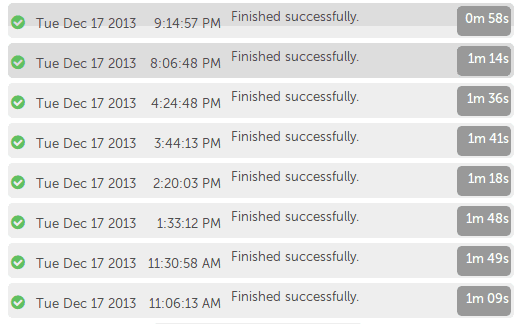 Tue Dec 17 2013 9:14:57 PM Finished successfully. 0m 58s
Tue Dec 17 2013 8:06:48 PM Finished successfully. 1m 14s
Tue Dec 17 2013 4:24:48 PM Finished successfully. 1m 36s
Tue Dec 17 2013 3:44:13 PM Finished successfully. 1m 41s
Tue Dec 17 2013 2:20:03 PM Finished successfully. 1m 18s
Tue Dec 17 2013 1:33:12 PM Finished successfully. 1m 48s
Tue Dec 17 2013 11:30:58 AM Finished successfully. 1m 49s
Tue Dec 17 2013 11:06:13 AM Finished successfully. 1m 09s